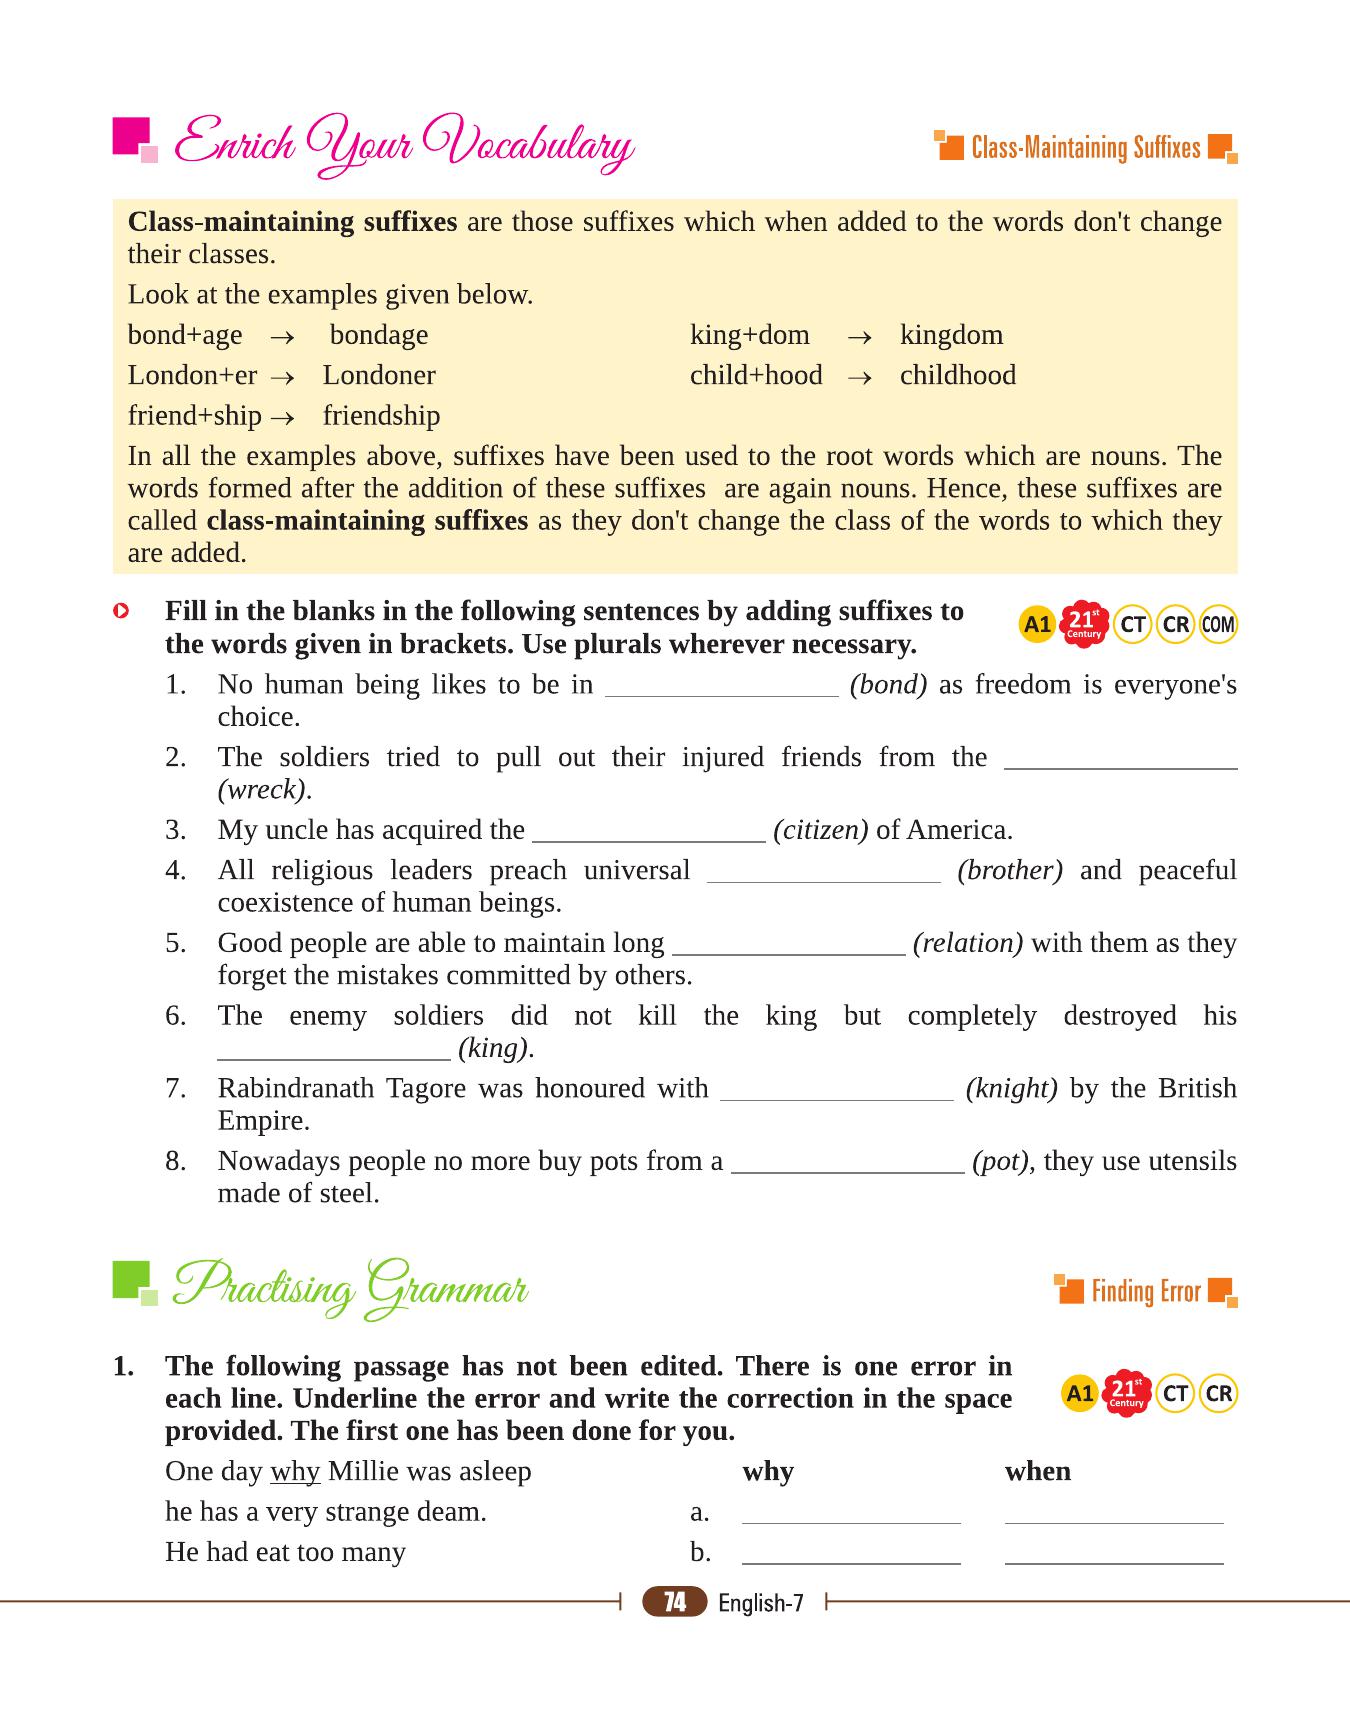 Enrich Your Vocabulary
Class-Maintaining Suffixes
Class-maintaining suffixes are those suffixes which when added to the words don't change
their classes.
Look at the examples given below.
bond+age → bondage king+dom → kingdom
London+er → Londoner child+hood → childhood
friend+ship → friendship
In all the examples above, suffixes have been used to the root words which are nouns. The
words formed after the addition of these suffixes are again nouns. Hence, these suffixes are
called class-maintaining suffixes as they don't change the class of the words to which they
are added.
Fill in the blanks in the following sentences by adding suffixes to
the words given in brackets. Use plurals wherever necessary.
A1 21st Century CT CR COM
1. No human being likes to be in ________________ (bond) as freedom is everyone's
choice.
2. The soldiers tried to pull out their injured friends from the ________________
(wreck).
3. My uncle has acquired the ________________ (citizen) of America.
4. All religious leaders preach universal ________________ (brother) and peaceful
coexistence of human beings.
5. Good people are able to maintain long ________________ (relation) with them as they
forget the mistakes committed by others.
6. The enemy soldiers did not kill the king but completely destroyed his
________________ (king).
7. Rabindranath Tagore was honoured with ________________ (knight) by the British
Empire.
8. Nowadays people no more buy pots from a ________________ (pot), they use utensils
made of steel.
Practising Grammar
Finding Error
1. The following passage has not been edited. There is one error in
each line. Underline the error and write the correction in the space
provided. The first one has been done for you.
A1 21st Century CT CR
One day why Millie was asleep why when
he has a very strange deam. a. _______________ _______________
He had eat too many b. _______________ _______________
74 English-7